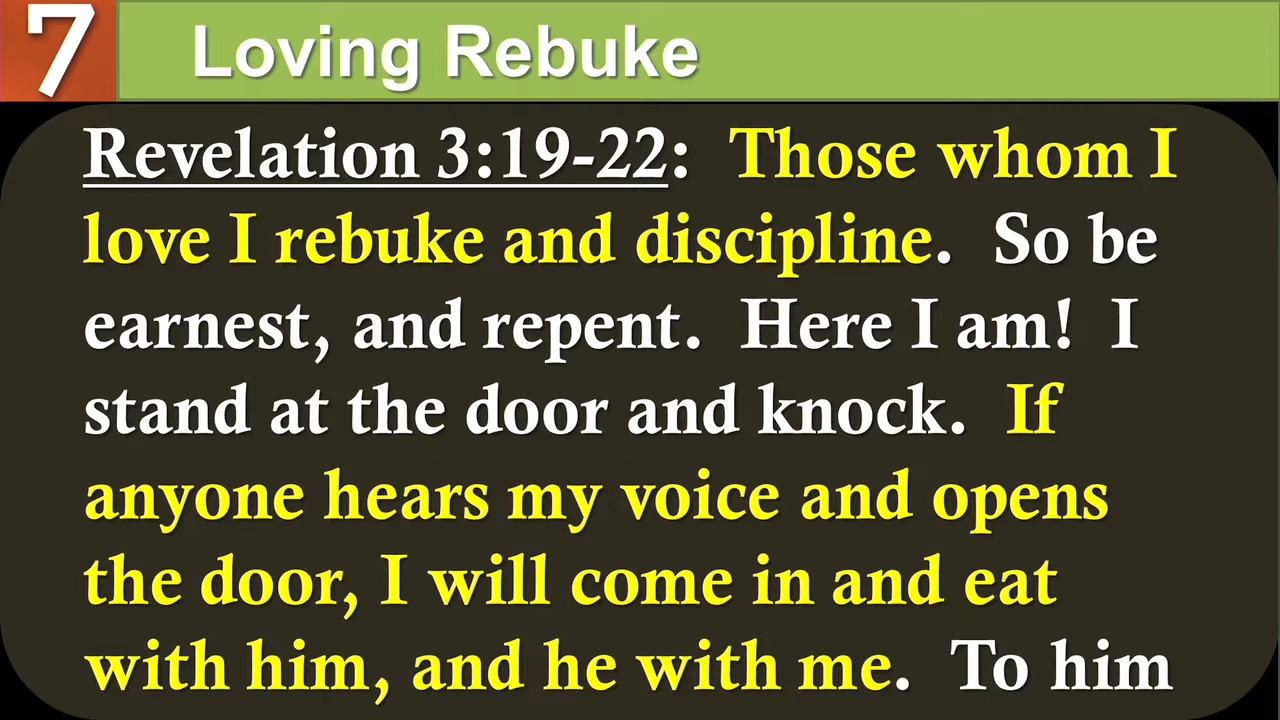 7 Loving Rebuke
Revelation 3:19-22: Those whom I
love I rebuke and discipline. So be
earnest, and repent. Here I am! I
stand at the door and knock. If
anyone hears my voice and opens
the door, I will come in and eat
with him, and he with me. To him